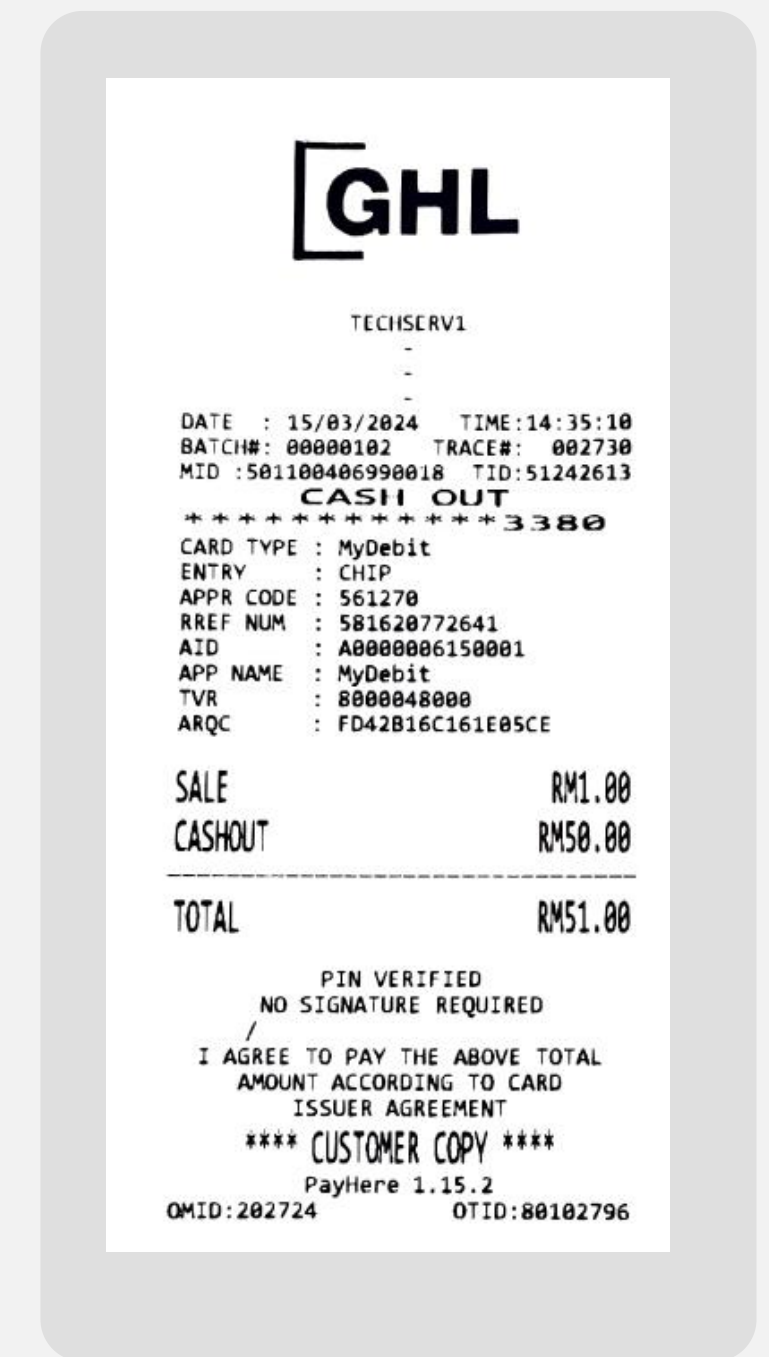 GHL
TECHSERV1
-
-
-
DATE : 15/03/2024 TIME:14:35:10
BATCH#: 00000102 TRACE#: 002730
MID :501100406990018 TID:51242613
CASH OUT
************3380
CARD TYPE : MyDebit
ENTRY : CHIP
APPR CODE : 561270
RREF NUM : 581620772641
AID : A0000006150001
APP NAME : MyDebit
TVR : 8000048000
ARQC : FD42B16C161E05CE
SALE RM1.00
CASHOUT RM50.00
--------------------------------
TOTAL RM51.00
PIN VERIFIED
NO SIGNATURE REQUIRED
/
I AGREE TO PAY THE ABOVE TOTAL
AMOUNT ACCORDING TO CARD
ISSUER AGREEMENT
**** CUSTOMER COPY ****
PayHere 1.15.2
OMID:202724 OTID:80102796